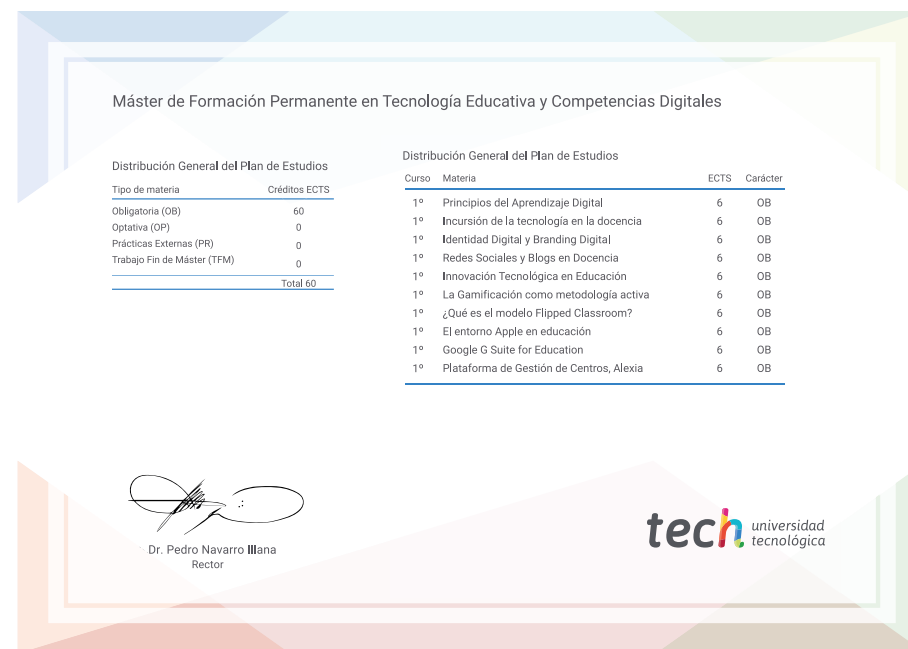 Máster de Formación Permanente en Tecnología Educativa y Competencias Digitales
Distribución General del Plan de Estudios
Tipo de materia Créditos ECTS
Obligatoria (OB) 60
Optativa (OP) 0
Prácticas Externas (PR) 0
Trabajo Fin de Máster (TFM) 0
Total 60
Distribución General del Plan de Estudios
Curso Materia ECTS Carácter
1º Principios del Aprendizaje Digital 6 OB
1º Incursión de la tecnología en la docencia 6 OB
1º Identidad Digital y Branding Digital 6 OB
1º Redes Sociales y Blogs en Docencia 6 OB
1º Innovación Tecnológica en Educación 6 OB
1º La Gamificación como metodología activa 6 OB
1º ¿Qué es el modelo Flipped Classroom? 6 OB
1º El entorno Apple en educación 6 OB
1º Google G Suite for Education 6 OB
1º Plataforma de Gestión de Centros, Alexia 6 OB
Dr. Pedro Navarro Illana
Rector
tech universidad
tecnológica